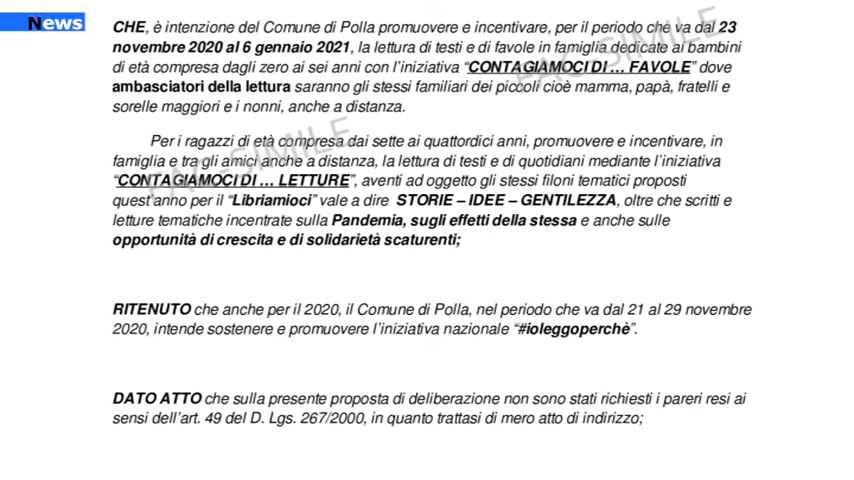 News
CHE, è intenzione del Comune di Polla promuovere e incentivare, per il periodo che va dal 23
novembre 2020 al 6 gennaio 2021, la lettura di testi e di favole in famiglia dedicate ai bambini
di età compresa dagli zero ai sei anni con l'iniziativa "CONTAGIAMOCI DI … FAVOLE" dove
ambasciatori della lettura saranno gli stessi familiari dei piccoli cioè mamma, papà, fratelli e
sorelle maggiori e i nonni, anche a distanza.
FAC-SIMILE
Per i ragazzi di età compresa dai sette ai quattordici anni, promuovere e incentivare, in
famiglia e tra gli amici anche a distanza, la lettura di testi e di quotidiani mediante l'iniziativa
"CONTAGIAMOCI DI … LETTURE", aventi ad oggetto gli stessi filoni tematici proposti
quest'anno per il "Libriamioci" vale a dire STORIE – IDEE – GENTILEZZA, oltre che scritti e
letture tematiche incentrate sulla Pandemia, sugli effetti della stessa e anche sulle
opportunità di crescita e di solidarietà scaturenti;
FAC-SIMILE
RITENUTO che anche per il 2020, il Comune di Polla, nel periodo che va dal 21 al 29 novembre
2020, intende sostenere e promuovere l'iniziativa nazionale "#ioleggoperchè".
DATO ATTO che sulla presente proposta di deliberazione non sono stati richiesti i pareri resi ai
sensi dell'art. 49 del D. Lgs. 267/2000, in quanto trattasi di mero atto di indirizzo;